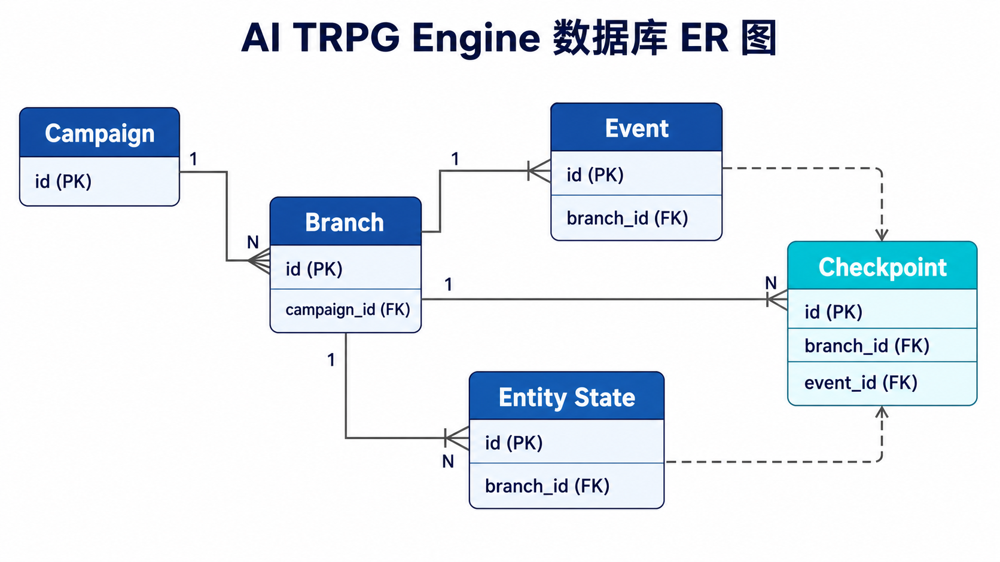 AI TRPG Engine 数据库 ER 图
Campaign
id (PK)
1
N
Branch
id (PK)
campaign_id (FK)
1
Event
id (PK)
branch_id (FK)
1
N
Checkpoint
id (PK)
branch_id (FK)
event_id (FK)
1
N
Entity State
id (PK)
branch_id (FK)